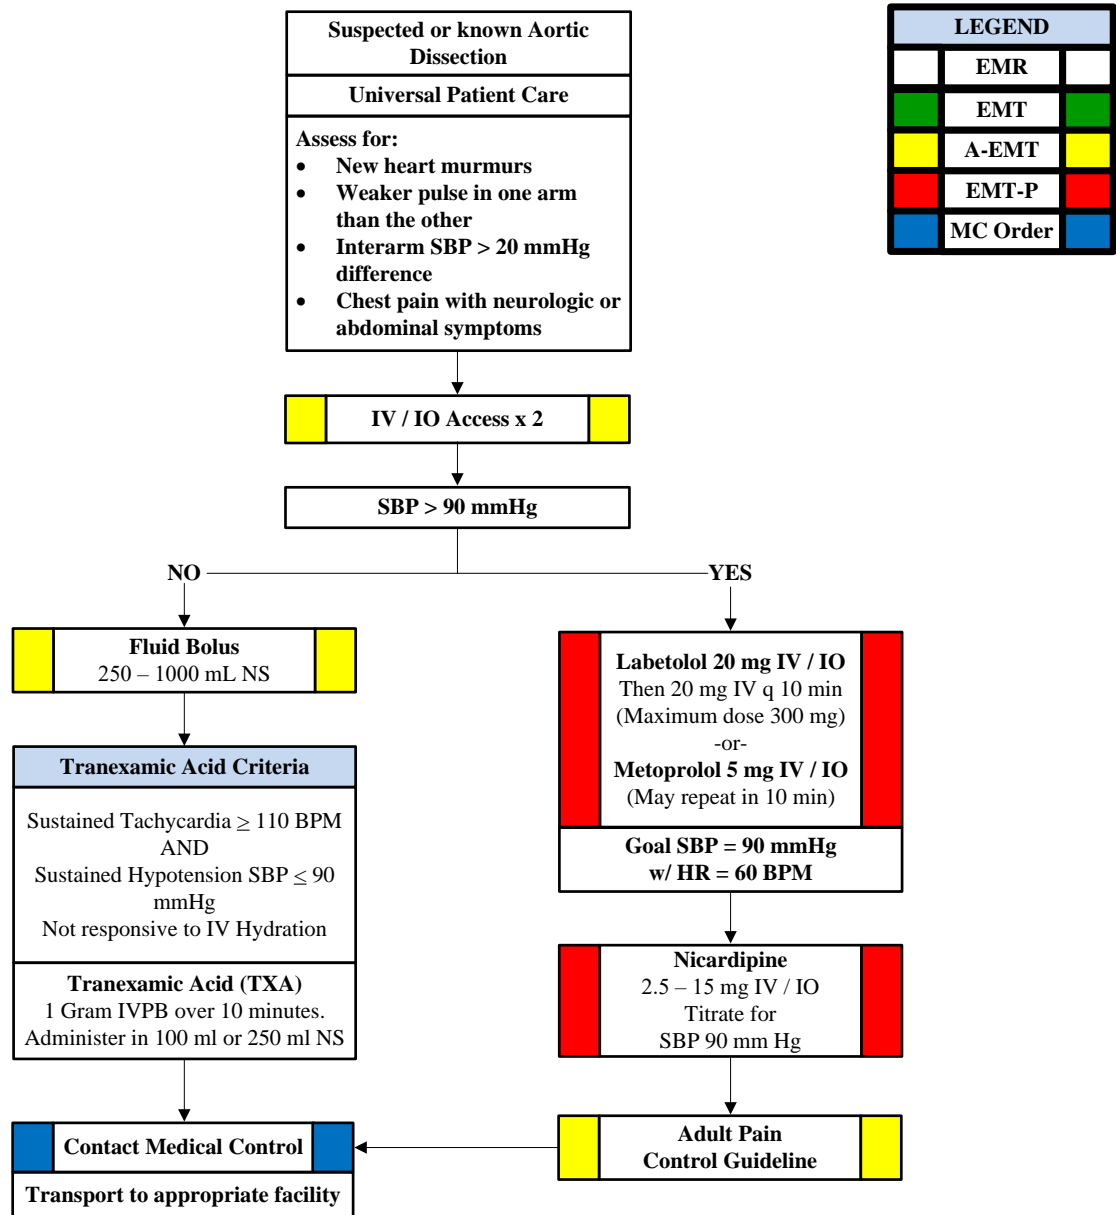 Suspected or known Aortic
Dissection
Universal Patient Care
Assess for:
• New heart murmurs
• Weaker pulse in one arm
than the other
• Interarm SBP > 20 mmHg
difference
• Chest pain with neurologic or
abdominal symptoms
LEGEND
EMR
EMT
A-EMT
EMT-P
MC Order
IV / IO Access x 2
SBP > 90 mmHg
NO
YES
Fluid Bolus
250 – 1000 mL NS
Tranexamic Acid Criteria
Sustained Tachycardia ≥ 110 BPM
AND
Sustained Hypotension SBP ≤ 90
mmHg
Not responsive to IV Hydration
Tranexamic Acid (TXA)
1 Gram IVPB over 10 minutes.
Administer in 100 ml or 250 ml NS
Labetolol 20 mg IV / IO
Then 20 mg IV q 10 min
(Maximum dose 300 mg)
-or-
Metoprolol 5 mg IV / IO
(May repeat in 10 min)
Goal SBP = 90 mmHg
w/ HR = 60 BPM
Nicardipine
2.5 – 15 mg IV / IO
Titrate for
SBP 90 mm Hg
Adult Pain
Control Guideline
Contact Medical Control
Transport to appropriate facility